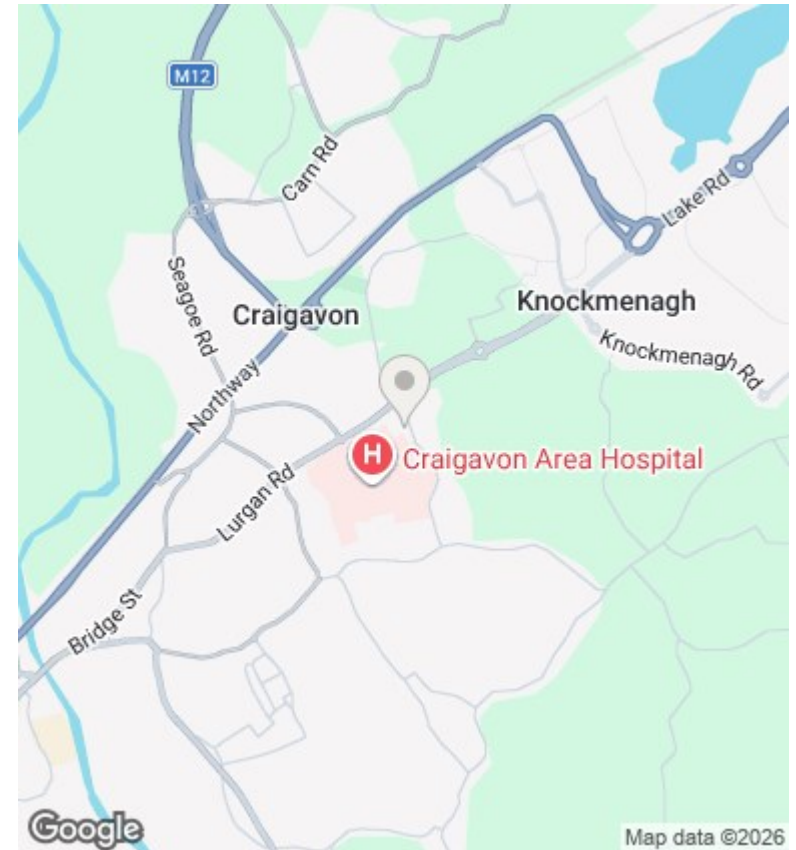 M12
Carn Rd
Lake Rd
Seagoe Rd
Craigavon
Knockmenagh
Knockmenagh Rd
Northway
H
Craigavon Area Hospital
Lurgan Rd
Bridge St
Google
Map data ©2026